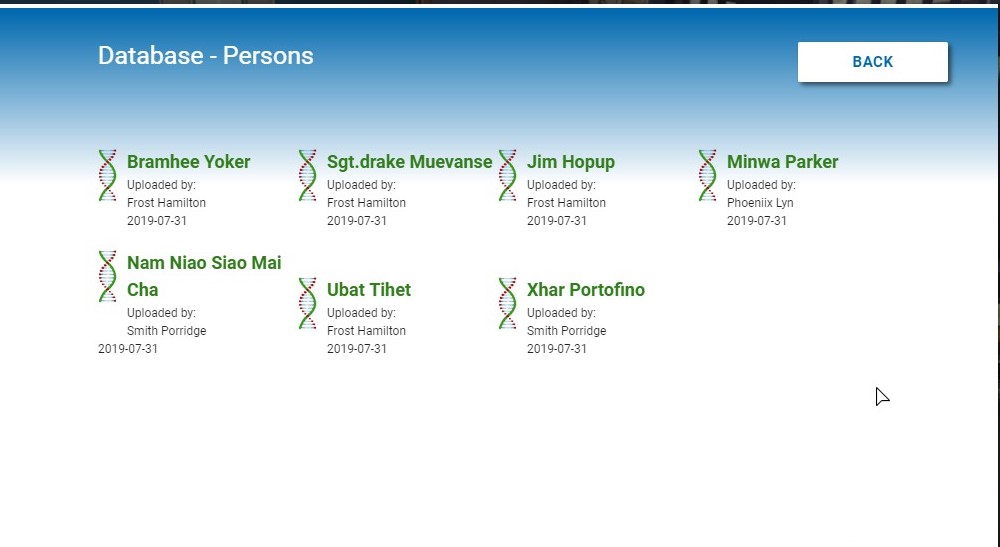 Database - Persons
BACK
Bramhee Yoker
Uploaded by:
Frost Hamilton
2019-07-31
Sgt.drake Muevanse
Uploaded by:
Frost Hamilton
2019-07-31
Jim Hopup
Uploaded by:
Frost Hamilton
2019-07-31
Minwa Parker
Uploaded by:
Phoeniix Lyn
2019-07-31
Nam Niao Siao Mai
Cha
Uploaded by:
Smith Porridge
2019-07-31
Ubat Tihet
Uploaded by:
Frost Hamilton
2019-07-31
Xhar Portofino
Uploaded by:
Smith Porridge
2019-07-31